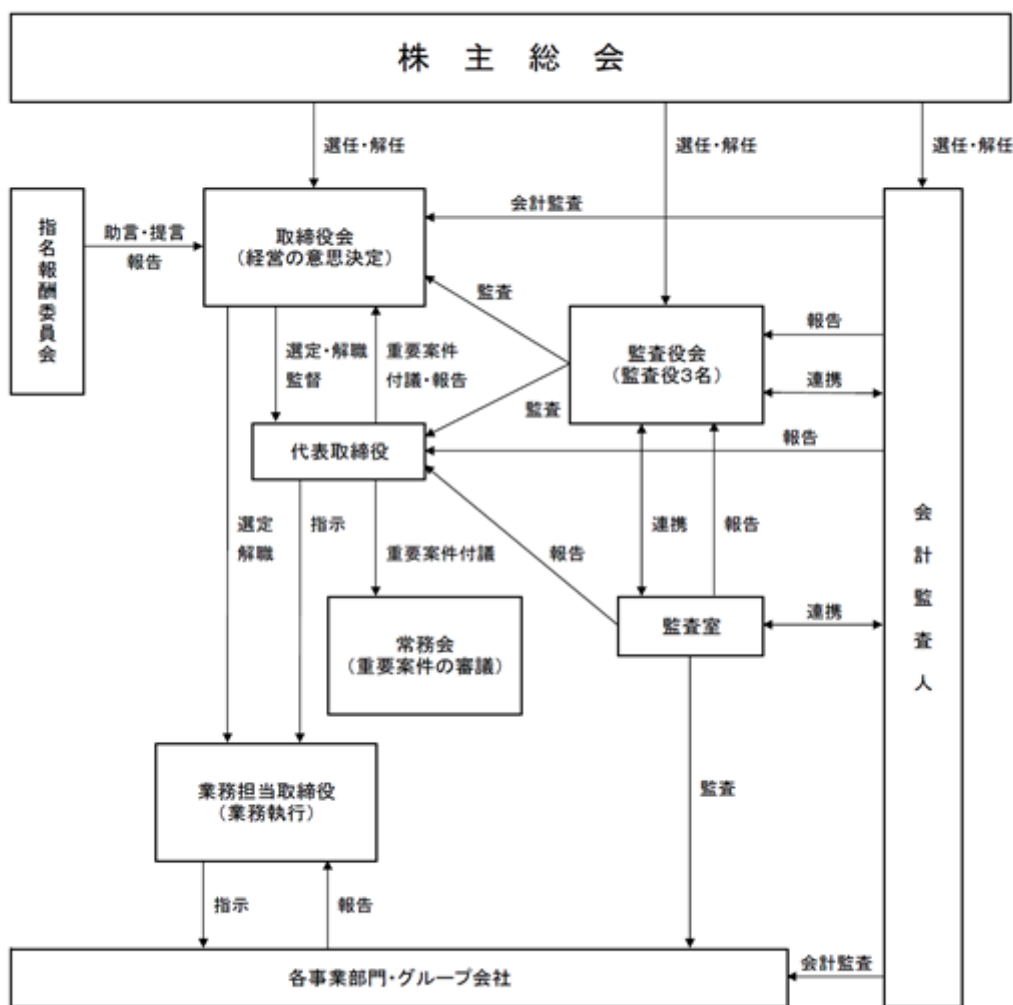 株主総会
選任・解任
選任・解任
選任・解任
指名報酬委員会
助言・提言
報告
取締役会
（経営の意思決定）
会計監査
監査
監査役会
（監査役3名）
報告
連携
選定・解職
監督
重要案件
付議・報告
監査
代表取締役
報告
選定
解職
指示
重要案件付議
報告
連携
報告
会計監査人
常務会
（重要案件の審議）
監査室
連携
業務担当取締役
（業務執行）
監査
指示
報告
各事業部門・グループ会社
会計監査